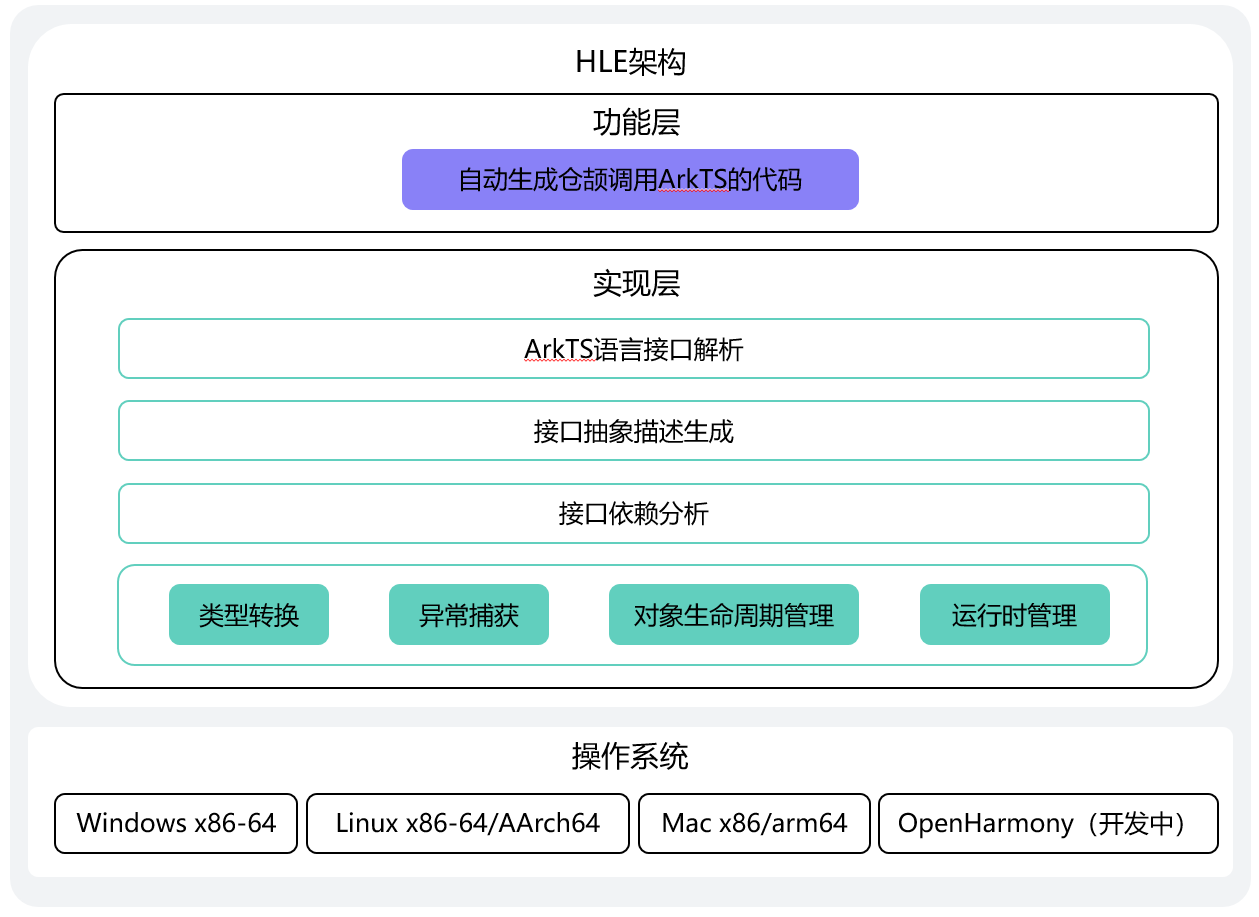 HLE架构
功能层
自动生成仓颉调用ArkTS的代码
实现层
ArkTS语言接口解析
接口抽象描述生成
接口依赖分析
类型转换
异常捕获
对象生命周期管理
运行时管理
操作系统
Windows x86-64
Linux x86-64/AArch64
Mac x86/arm64
OpenHarmony（开发中）